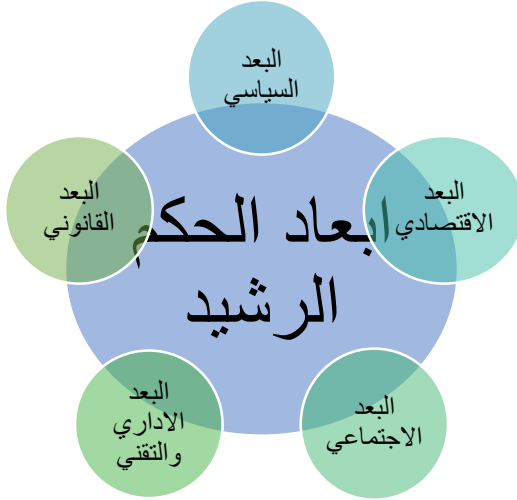 البعد
السياسي
البعد
الاقتصادي
البعد
الاجتماعي
البعد
الاداري
والتقني
البعد
القانوني
ابعاد الحكم
الرشيد